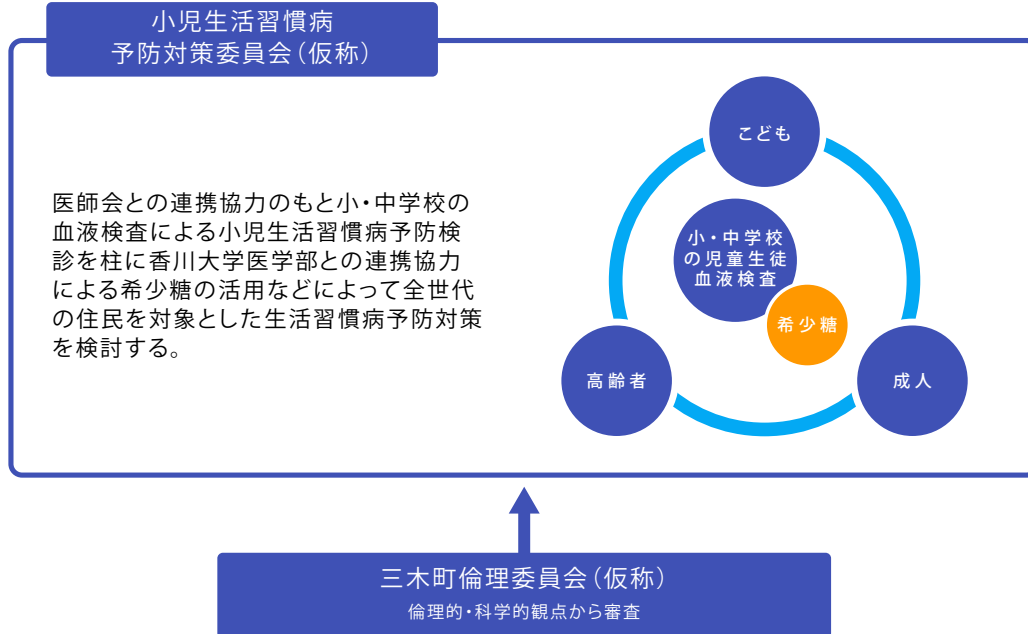 小児生活習慣病
予防対策委員会（仮称）
医師会との連携協力のもと小・中学校の
血液検査による小児生活習慣病予防検
診を柱に香川大学医学部との連携協力
による希少糖の活用などによって全世代
の住民を対象とした生活習慣病予防対策
を検討する。
こども
小・中学校
の児童生徒
血液検査
希少糖
高齢者
成人
三木町倫理委員会（仮称）
倫理的・科学的観点から審査